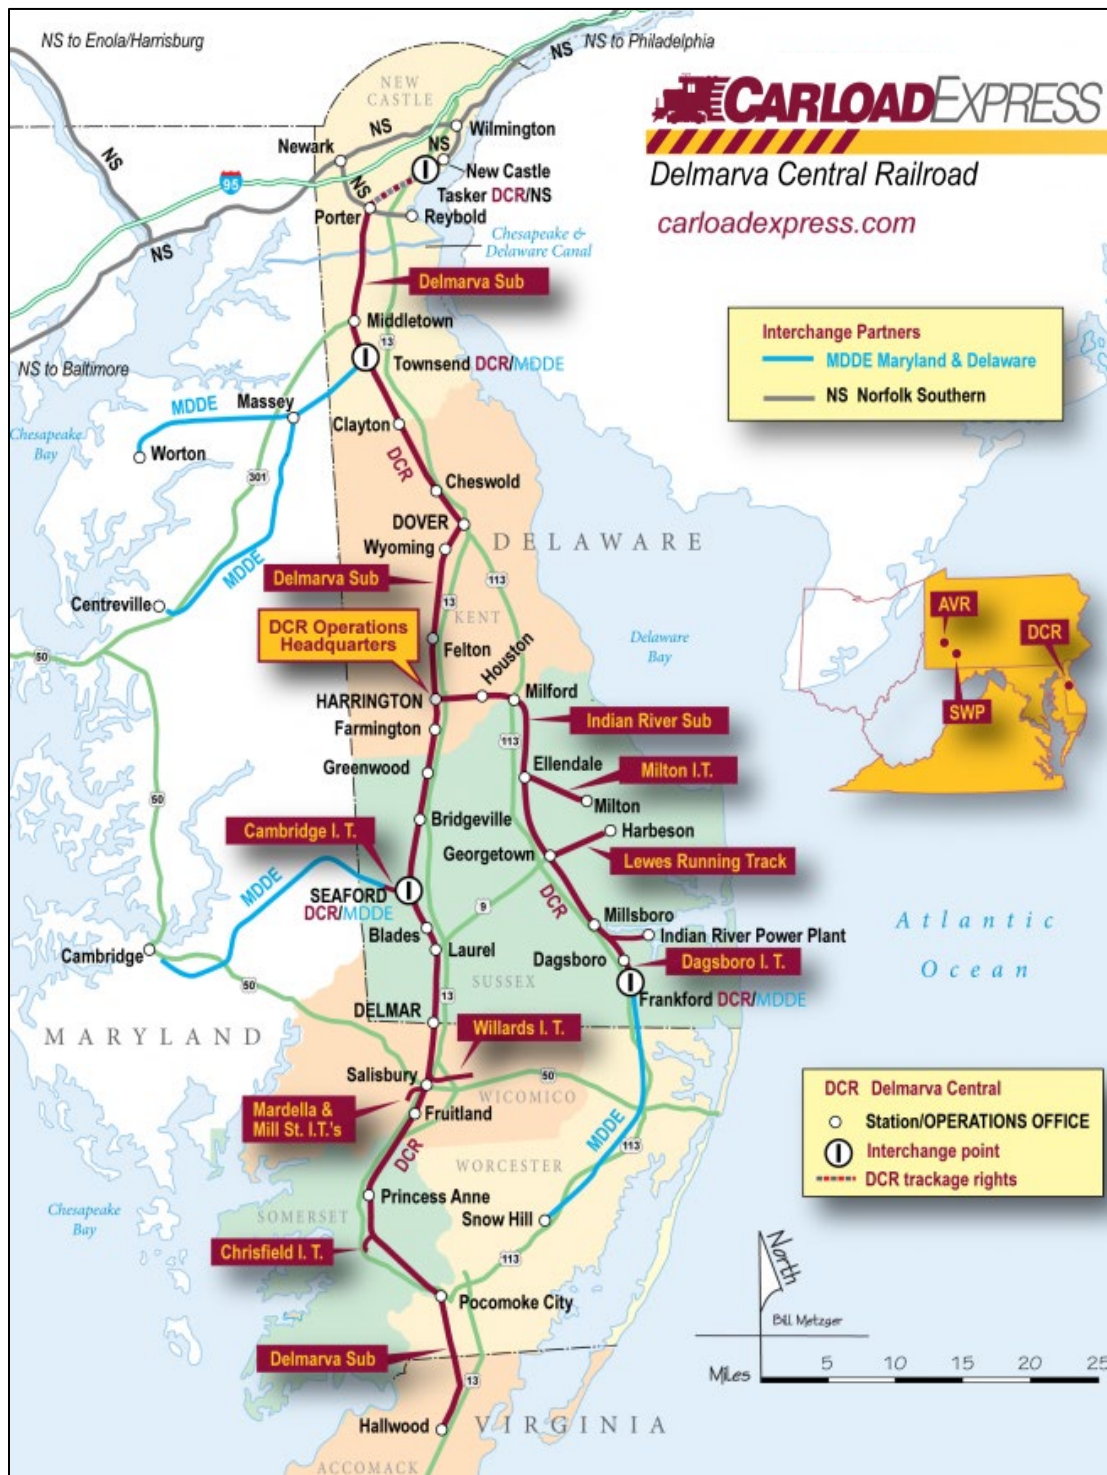 NS to Enola/Harrisburg
NS to Philadelphia
NS
NS
NEW
CASTLE
CARLOADEXPRESS
Delmarva Central Railroad
carloadexpress.com
NS
Wilmington
Newark
NS
New Castle
95
NS
Tasker DCR/NS
Porter
Reybold
NS
Chesapeake &
Delaware Canal
Delmarva Sub
Middletown
13
Interchange Partners
MDDE Maryland & Delaware
NS Norfolk Southern
NS to Baltimore
Townsend DCR/MDDE
MDDE
Massey
Clayton
Chesapeake
Bay
Worton
DCR
301
Cheswold
DOVER
DELAWARE
Wyoming
MDDE
Delmarva Sub
113
13
Centreville
KENT
DCR Operations
Headquarters
Felton
Houston
Delaware
Bay
AVR
DCR
SWP
50
HARRINGTON
Milford
Farmington
Indian River Sub
113
Greenwood
Ellendale
Milton I.T.
50
Milton
Bridgeville
Cambridge I. T.
Harbeson
Georgetown
Lewes Running Track
MDDE
SEAFORD
DCR/MDDE
DCR
9
Millsboro
Atlantic
Ocean
Blades
Indian River Power Plant
Cambridge
Laurel
Dagsboro
Dagsboro I. T.
50
SUSSEX
13
Frankford DCR/MDDE
DELMAR
MARYLAND
Willards I. T.
Salisbury
50
WICOMICO
Mardella &
Mill St. I.T.'s
Fruitland
DCR
MDDE
113
WORCESTER
DCR Delmarva Central
Station/OPERATIONS OFFICE
I Interchange point
DCR trackage rights
Princess Anne
Chesapeake
Bay
SOMERSET
Snow Hill
Chrisfield I. T.
113
North
Pocomoke City
Bill Metzger
Delmarva Sub
Miles
5
10
15
20
25
13
Hallwood
VIRGINIA
ACCOMACK
I
I
I
I